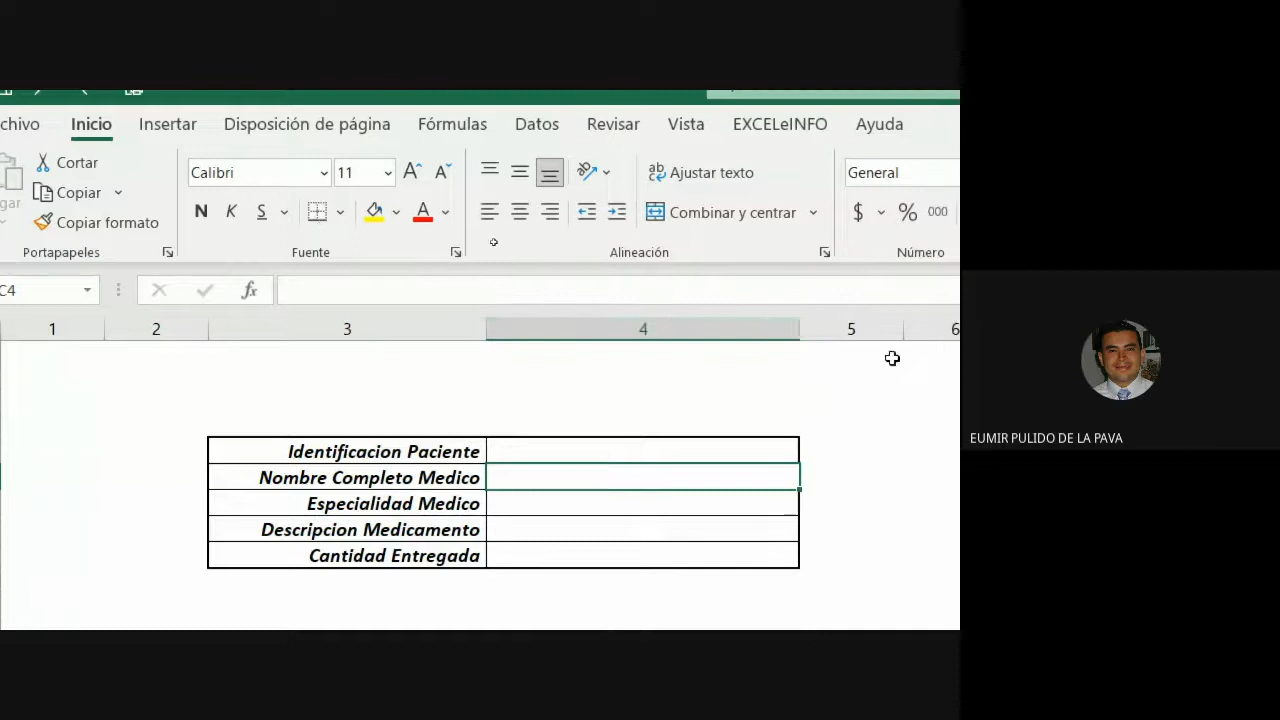 chivo Inicio Insertar Disposición de página Fórmulas Datos Revisar Vista EXCELeINFO Ayuda
Cortar
Copiar
Copiar formato
Portapapeles
Calibri 11
N K S
Fuente
Ajustar texto
Combinar y centrar
Alineación
General
$ % 000
Número
C4 fx
1 2 3 4 5 6
Identificacion Paciente
Nombre Completo Medico
Especialidad Medico
Descripcion Medicamento
Cantidad Entregada
EUMIR PULIDO DE LA PAVA